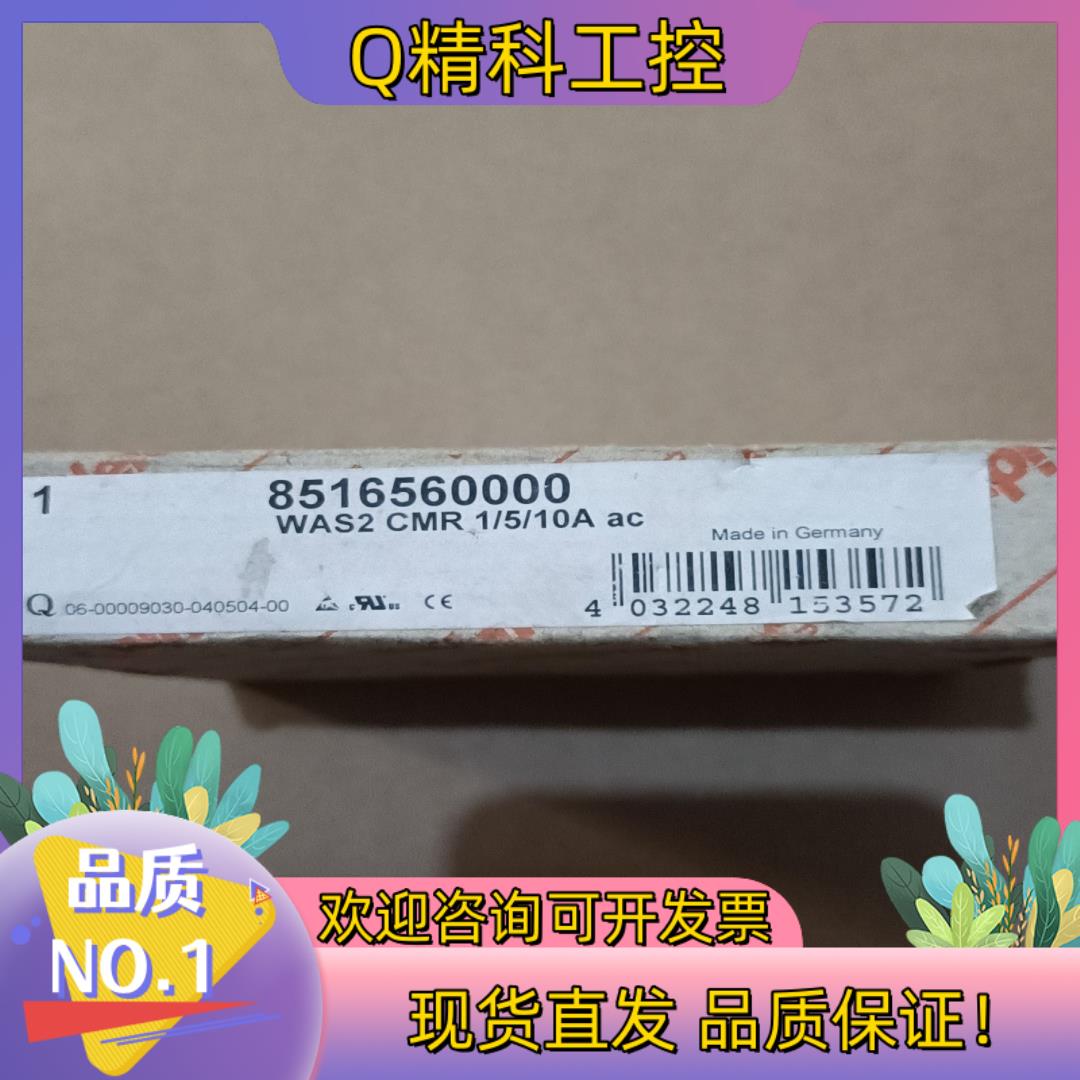 Q精科工控
1
8516560000
WAS2 CMR 1/5/10A ac
Made in Germany
Q 06-00009030-040504-00
CE
4 032248 153572
品质
NO.1
欢迎咨询可开发票
现货直发 品质保证!